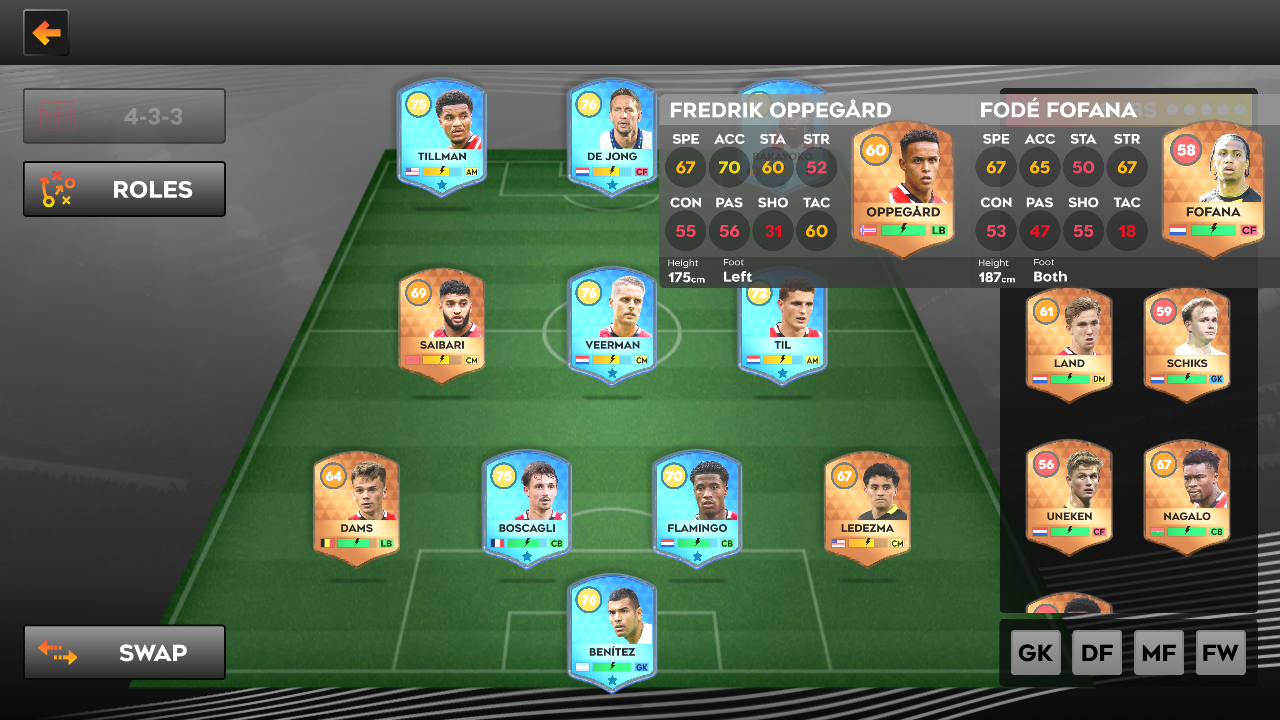 4-3-3
ROLES
75
TILLMAN
AM
76
DE JONG
CF
BAKAYOKO
FREDRIK OPPEGÅRD
SPE ACC STA STR
67 70 60 52
CON PAS SHO TAC
55 56 31 60
Height
175cm
Foot
Left
60
OPPEGÅRD
LB
FODÉ FOFANA
SPE ACC STA STR
67 65 50 67
CON PAS SHO TAC
53 47 55 18
Height
187cm
Foot
Both
58
FOFANA
CF
69
SAIBARI
CM
76
VEERMAN
CM
72
TIL
AM
61
LAND
DM
59
SCHIKS
GK
64
DAMS
LB
75
BOSCAGLI
CB
70
FLAMINGO
CB
67
LEDEZMA
CM
56
UNEKEN
CF
67
NAGALO
CB
76
BENÍTEZ
GK
SWAP
GK DF MF FW